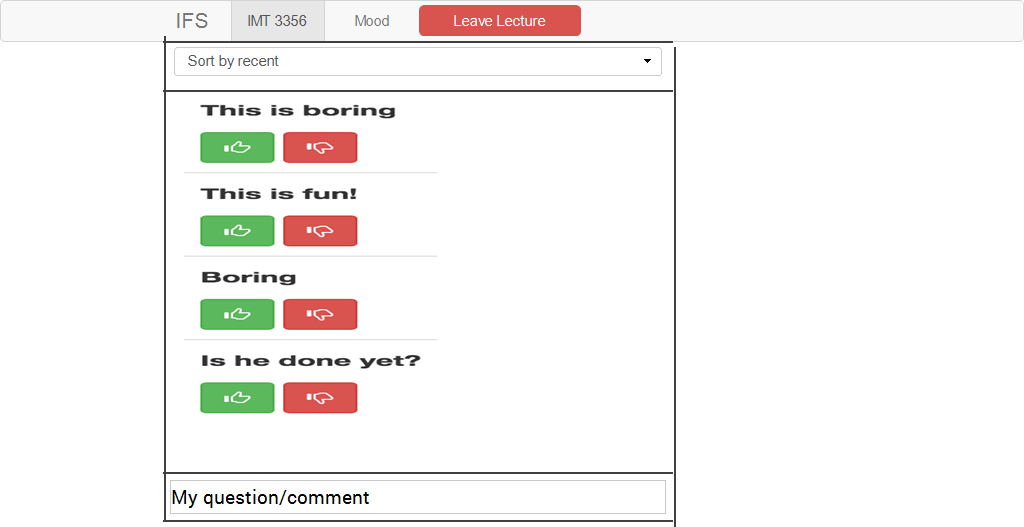 IFS IMT 3356 Mood Leave Lecture
Sort by recent
This is boring
This is fun!
Boring
Is he done yet?
My question/comment